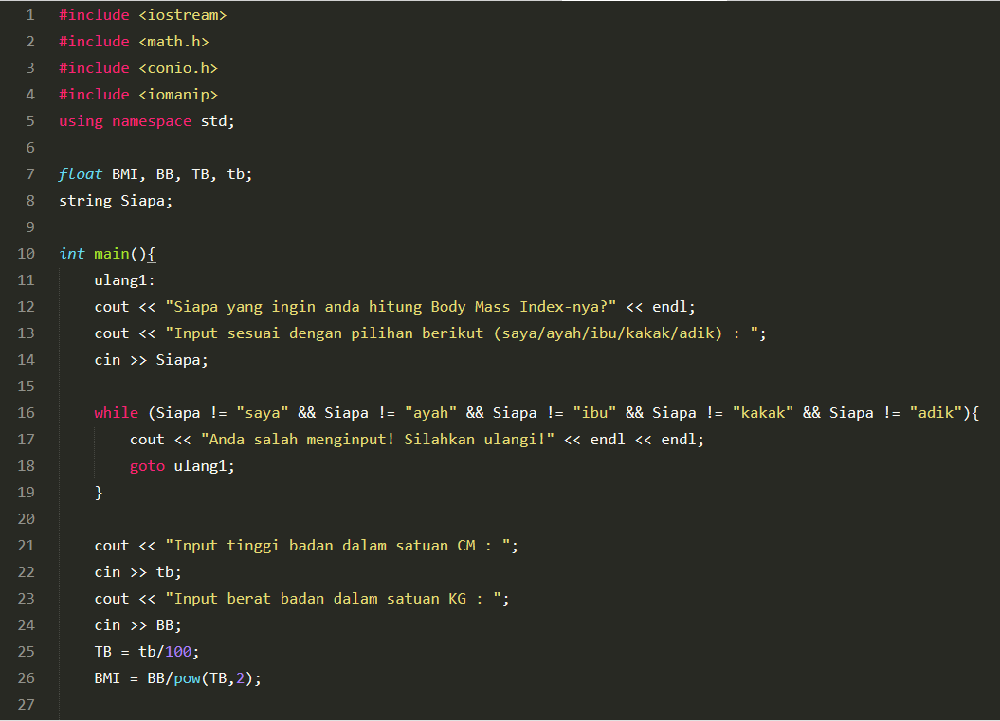 1 #include <iostream>
2 #include <math.h>
3 #include <conio.h>
4 #include <iomanip>
5 using namespace std;
6
7 float BMI, BB, TB, tb;
8 string Siapa;
9
10 int main(){
11 ulang1:
12 cout << "Siapa yang ingin anda hitung Body Mass Index-nya?" << endl;
13 cout << "Input sesuai dengan pilihan berikut (saya/ayah/ibu/kakak/adik) : ";
14 cin >> Siapa;
15
16 while (Siapa != "saya" && Siapa != "ayah" && Siapa != "ibu" && Siapa != "kakak" && Siapa != "adik"){
17 cout << "Anda salah menginput! Silahkan ulangi!" << endl << endl;
18 goto ulang1;
19 }
20
21 cout << "Input tinggi badan dalam satuan CM : ";
22 cin >> tb;
23 cout << "Input berat badan dalam satuan KG : ";
24 cin >> BB;
25 TB = tb/100;
26 BMI = BB/pow(TB,2);
27